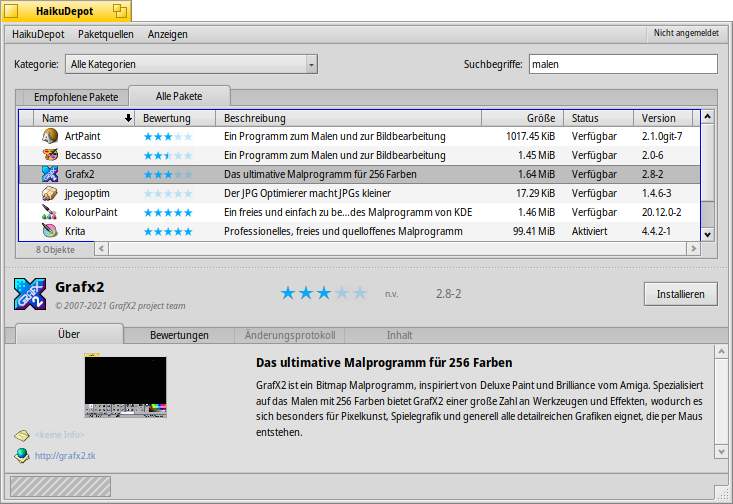 HaikuDepot
HaikuDepot Paketquellen Anzeigen Nicht angemeldet
Kategorie: Alle Kategorien Suchbegriffe: malen
Empfohlene Pakete Alle Pakete
Name Bewertung Beschreibung Größe Status Version
ArtPaint Ein Programm zum Malen und zur Bildbearbeitung 1017.45 KiB Verfügbar 2.1.0git-7
Becasso Ein Programm zum Malen und zur Bildbearbeitung 1.45 MiB Verfügbar 2.0-6
Grafx2 Das ultimative Malprogramm für 256 Farben 1.64 MiB Verfügbar 2.8-2
jpegoptim Der JPG Optimierer macht JPGs kleiner 17.29 KiB Verfügbar 1.4.6-3
KolourPaint Ein freies und einfach zu be...des Malprogramm von KDE 1.46 MiB Verfügbar 20.12.0-2
Krita Professionelles, freies und quelloffenes Malprogramm 99.41 MiB Aktiviert 4.4.2-1
8 Objekte
Grafx2 n.v. 2.8-2 Installieren
© 2007-2021 GrafX2 project team
Über Bewertungen Änderungsprotokoll Inhalt
Das ultimative Malprogramm für 256 Farben
GrafX2 ist ein Bitmap Malprogramm, inspiriert von Deluxe Paint und Brilliance vom Amiga. Spezialisiert
auf das Malen mit 256 Farben bietet GrafX2 einer große Zahl an Werkzeugen und Effekten, wodurch es
sich besonders für Pixelkunst, Spielegrafik und generell alle detailreichen Grafiken eignet, die per Maus
entstehen.
<keine Info>
http://grafx2.tk